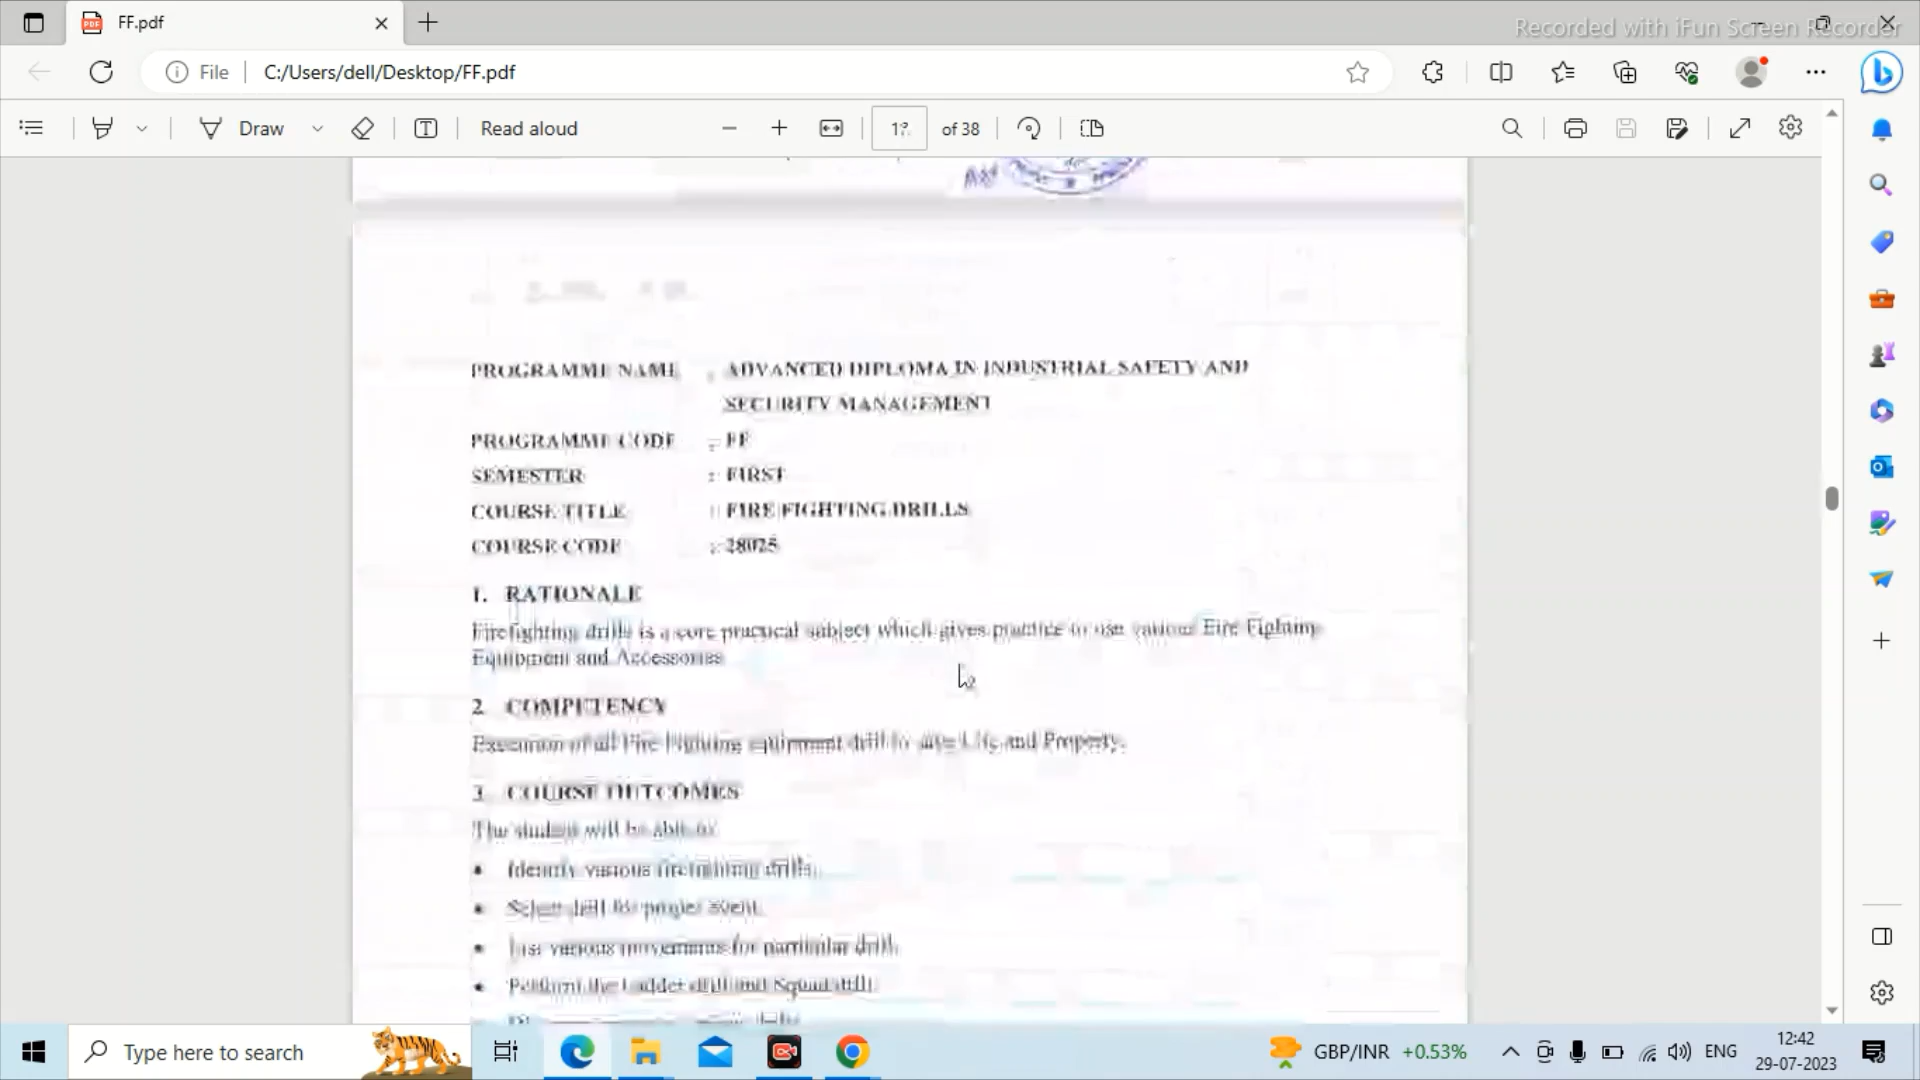 FF.pdf
Recorded with iFun Screen Recorder
File
C:/Users/dell/Desktop/FF.pdf
Draw
Read aloud
of 38
PROGRAMME NAME : ADVANCED DIPLOMA IN INDUSTRIAL SAFETY AND
SECURITY MANAGEMENT
PROGRAMME CODE : FF
SEMESTER : FIRST
COURSE TITLE : FIRE FIGHTING DRILLS
COURSE CODE : 28025
1. RATIONALE
Firefighting drills is a core practical subject which gives practice to use various Fire Fighting
Equipment and Accessories
2. COMPETENCY
Execution of all Fire Fighting equipment drill to save Life and Property.
3. COURSE OUTCOMES
The student will be able to
• Identify various firefighting drills.
• Select drill for proper event.
• various movements for particular drill.
• Perform the Ladder drill and Squad drill.
Type here to search
GBP/INR +0.53%
ENG
12:42
29-07-2023